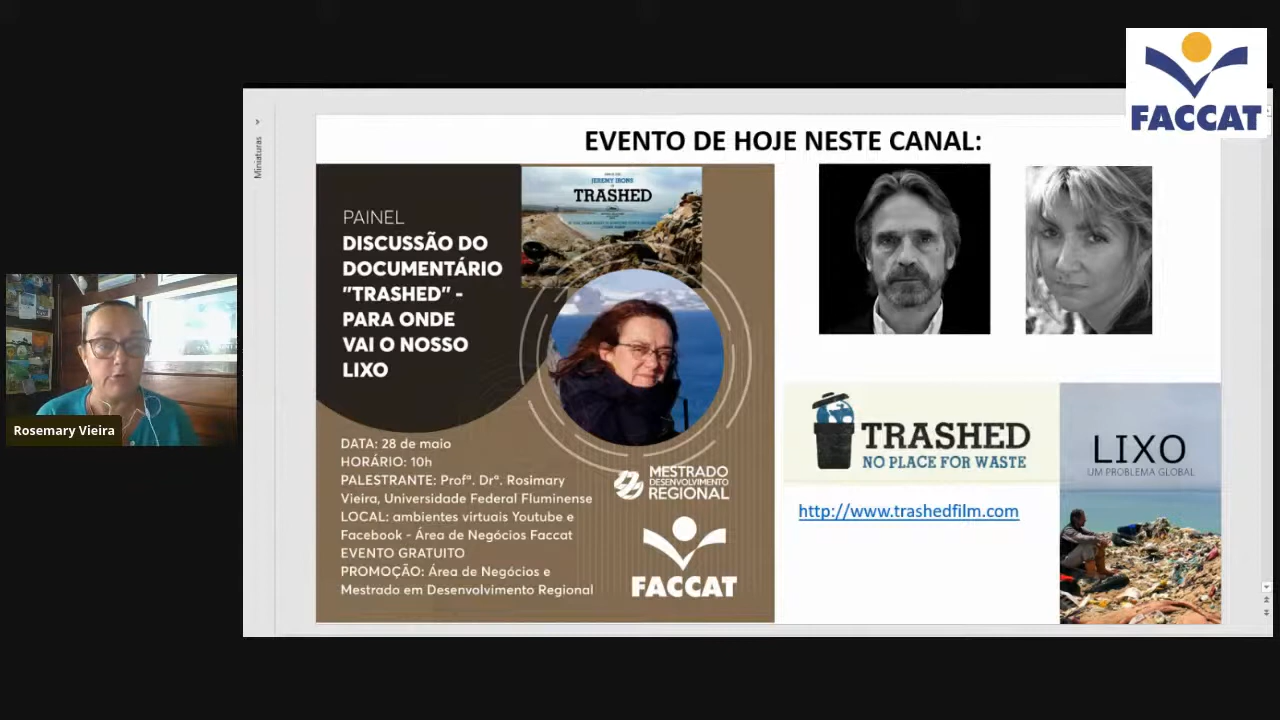 FACCAT
Miniaturas
EVENTO DE HOJE NESTE CANAL:
PAINEL
DISCUSSÃO DO
DOCUMENTÁRIO
"TRASHED" -
PARA ONDE
VAI O NOSSO
LIXO
JEREMY IRONS
TRASHED
DATA: 28 de maio
HORÁRIO: 10h
PALESTRANTE: Profª. Drª. Rosimary
Vieira, Universidade Federal Fluminense
LOCAL: ambientes virtuais Youtube e
Facebook - Área de Negócios Faccat
EVENTO GRATUITO
PROMOÇÃO: Área de Negócios e
Mestrado em Desenvolvimento Regional
MESTRADO
DESENVOLVIMENTO
REGIONAL
FACCAT
TRASHED
NO PLACE FOR WASTE
http://www.trashedfilm.com
LIXO
UM PROBLEMA GLOBAL
Rosemary Vieira